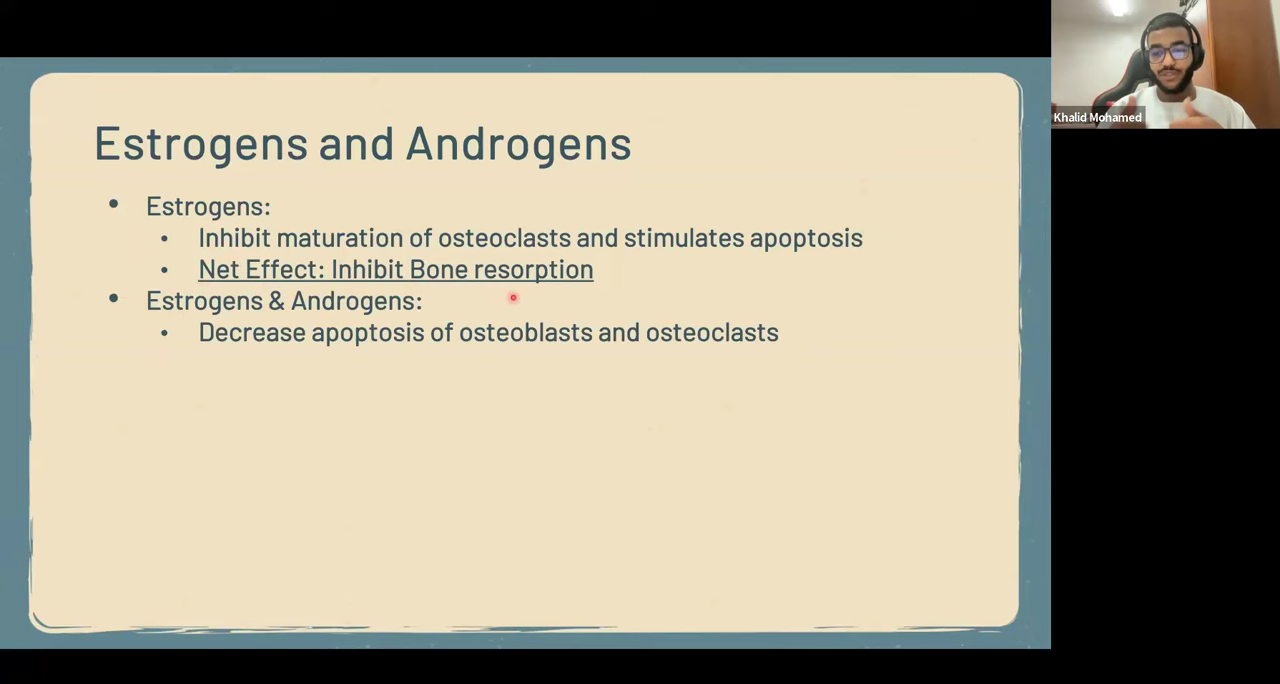 Estrogens and Androgens
• Estrogens:
• Inhibit maturation of osteoclasts and stimulates apoptosis
• Net Effect: Inhibit Bone resorption
• Estrogens & Androgens:
• Decrease apoptosis of osteoblasts and osteoclasts
Khalid Mohamed